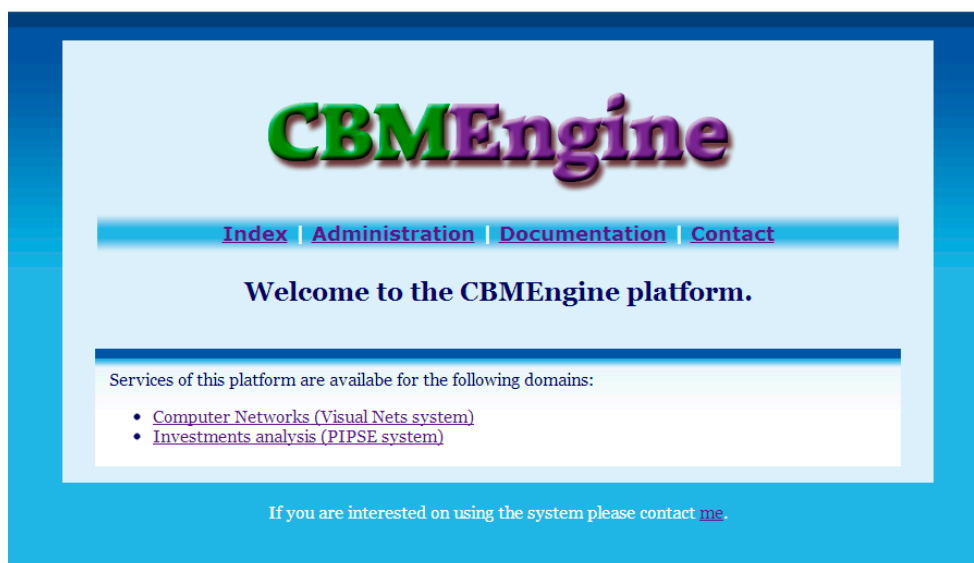 CBMEngine
Index | Administration | Documentation | Contact
Welcome to the CBMEngine platform.
Services of this platform are availabe for the following domains:
• Computer Networks (Visual Nets system)
• Investments analysis (PIPSE system)
If you are interested on using the system please contact me.